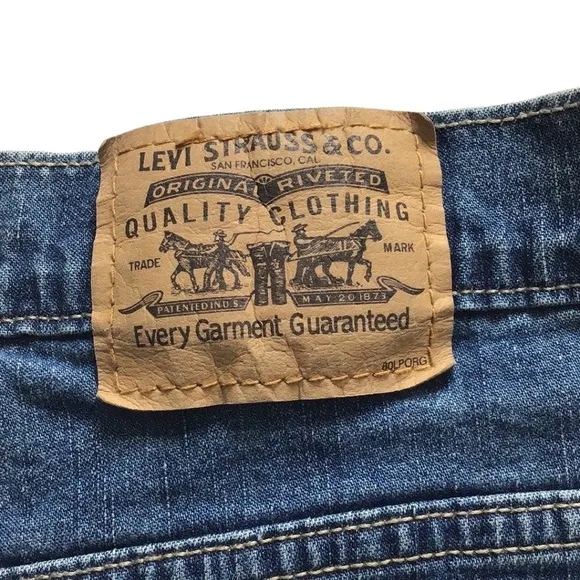 LEVI STRAUSS & CO.
SAN FRANCISCO, CAL
ORIGINAL RIVETED
QUALITY CLOTHING
TRADE MARK
PATENTED IN U.S. MAY 20 1873
Every Garment Guaranteed
80LPORG